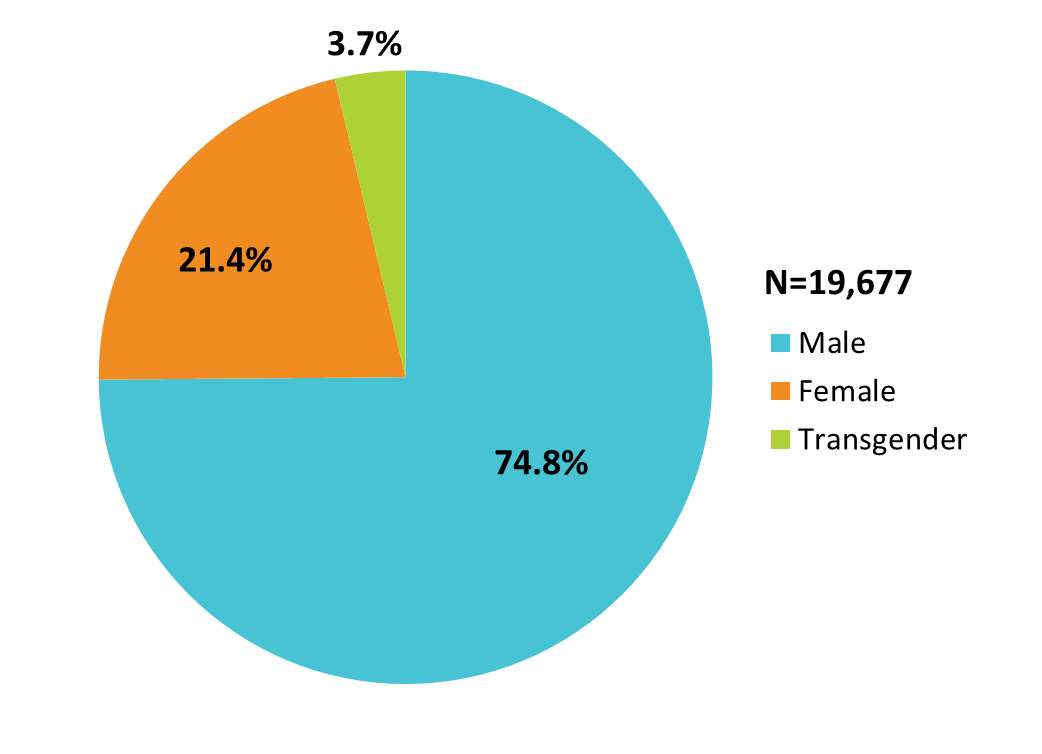 3.7%
21.4%
74.8%
N=19,677
Male
Female
Transgender